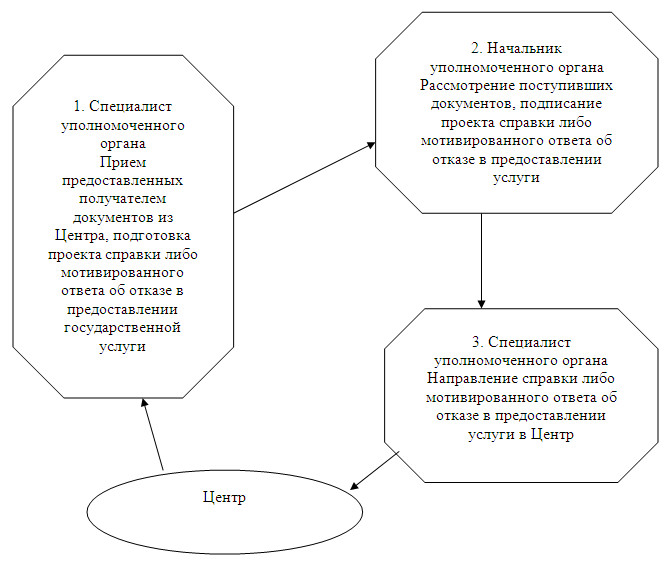 1. Специалист
уполномоченного
органа
Прием
предоставленных
получателем
документов из
Центра, подготовка
проекта справки либо
мотивированного
ответа об отказе в
предоставлении
государственной
услуги
2. Начальник
уполномоченного органа
Рассмотрение поступивших
документов, подписание
проекта справки либо
мотивированного ответа об
отказе в предоставлении
услуги
3. Специалист
уполномоченного органа
Направление справки либо
мотивированного ответа об
отказе в предоставлении
услуги в Центр
Центр